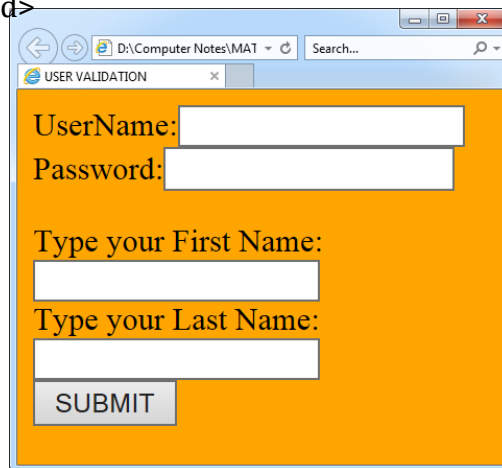 d>
D:\Computer Notes\MAT Search...
USER VALIDATION
UserName:
Password:
Type your First Name:
Type your Last Name:
SUBMIT